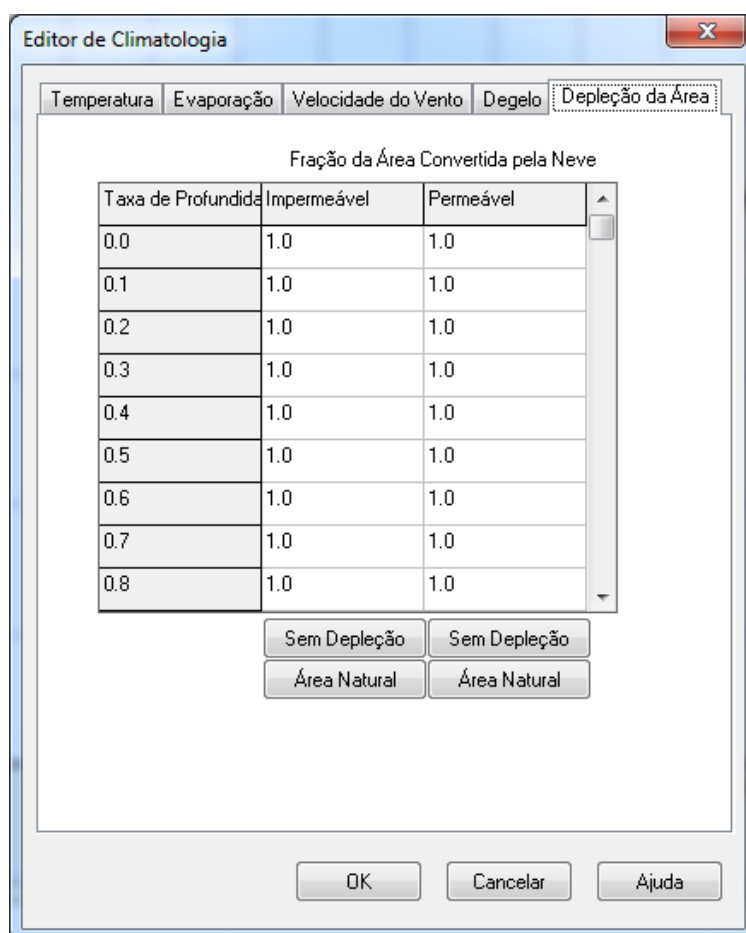 Editor de Climatologia
Temperatura Evaporação Velocidade do Vento Degelo Depleção da Área
Fração da Área Convertida pela Neve
Taxa de Profundida Impermeável Permeável
0.0 1.0 1.0
0.1 1.0 1.0
0.2 1.0 1.0
0.3 1.0 1.0
0.4 1.0 1.0
0.5 1.0 1.0
0.6 1.0 1.0
0.7 1.0 1.0
0.8 1.0 1.0
Sem Depleção Sem Depleção
Área Natural Área Natural
OK Cancelar Ajuda